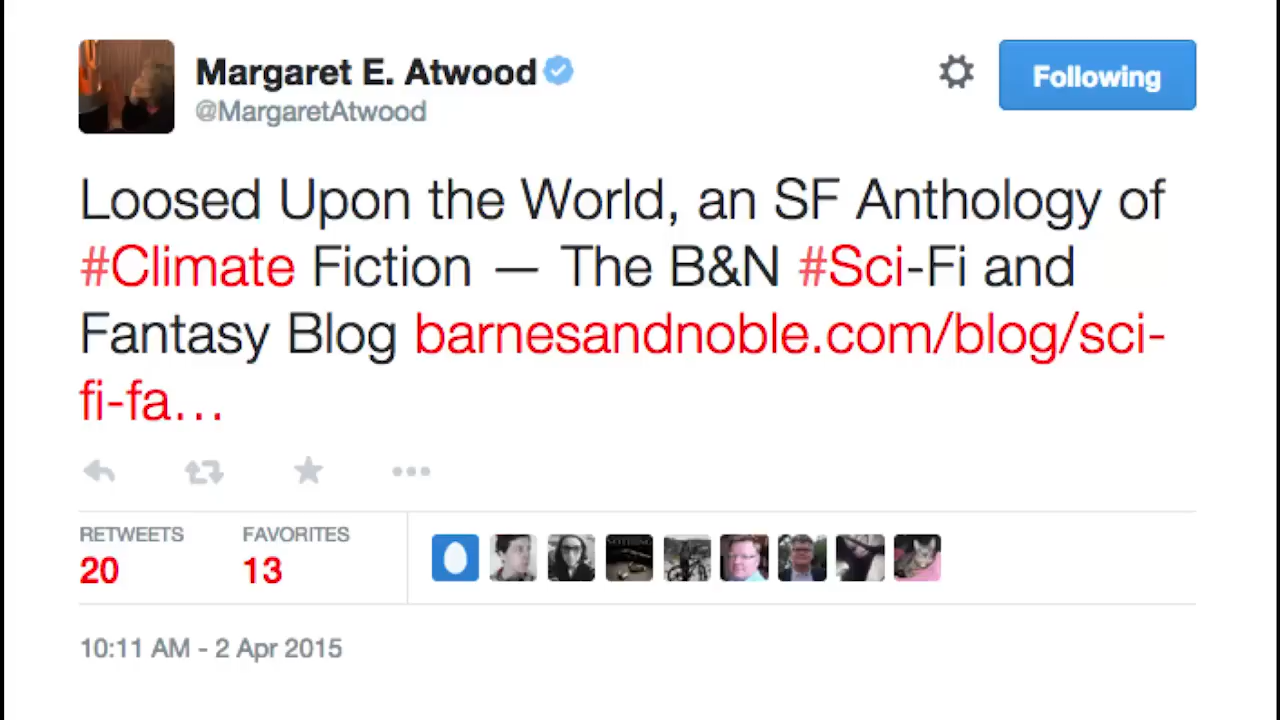 Margaret E. Atwood
@MargaretAtwood
Following
Loosed Upon the World, an SF Anthology of
#Climate Fiction — The B&N #Sci-Fi and
Fantasy Blog barnesandnoble.com/blog/sci-
fi-fa…
RETWEETS
20
FAVORITES
13
10:11 AM - 2 Apr 2015